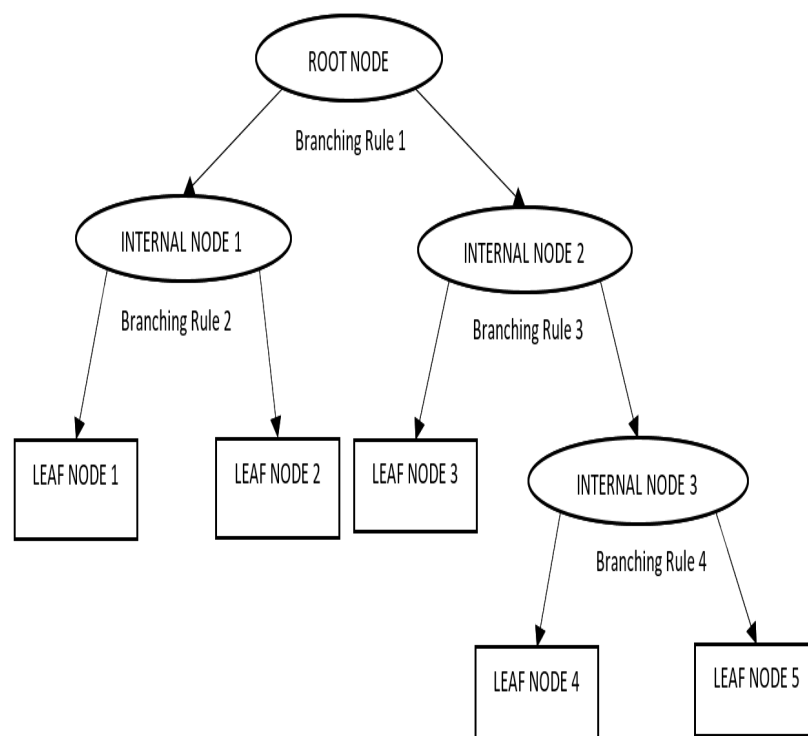 ROOT NODE
Branching Rule 1
INTERNAL NODE 1
INTERNAL NODE 2
Branching Rule 2
Branching Rule 3
LEAF NODE 1
LEAF NODE 2
LEAF NODE 3
INTERNAL NODE 3
Branching Rule 4
LEAF NODE 4
LEAF NODE 5